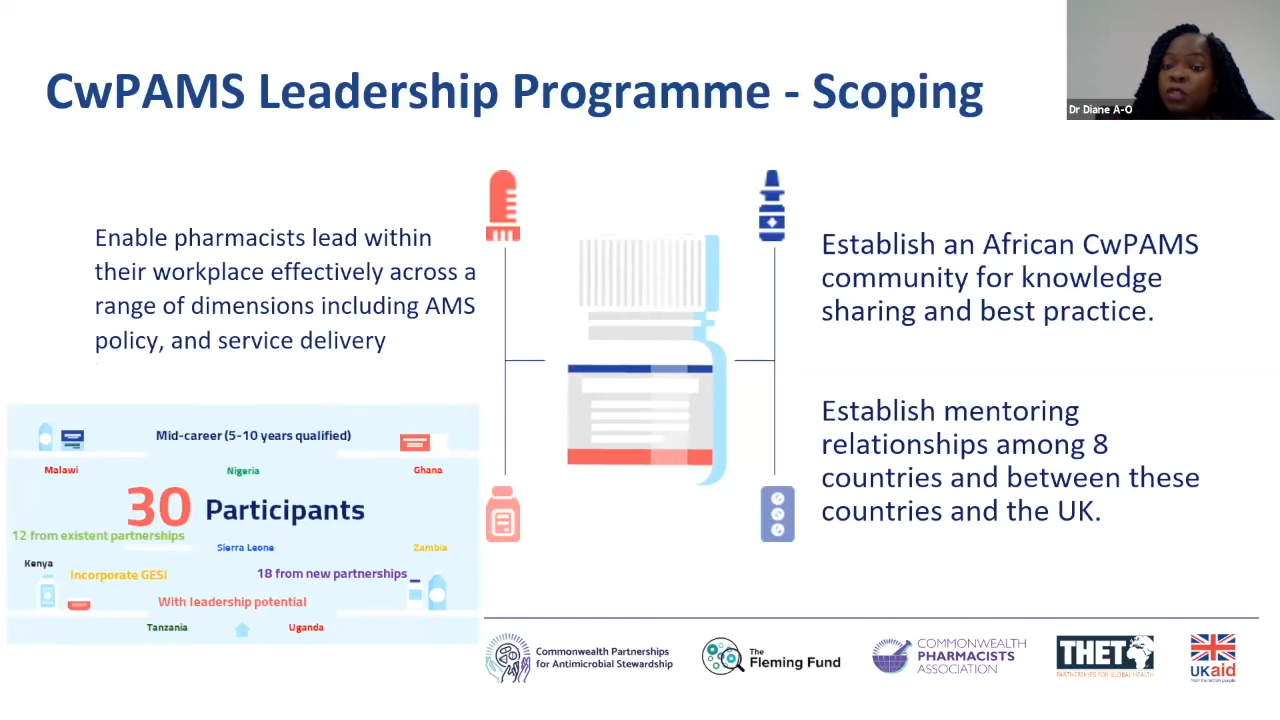 CwPAMS Leadership Programme - Scoping
Dr Diane A-O
Enable pharmacists lead within
their workplace effectively across a
range of dimensions including AMS
policy, and service delivery
Establish an African CwPAMS
community for knowledge
sharing and best practice.
Establish mentoring
relationships among 8
countries and between these
countries and the UK.
Mid-career (5-10 years qualified)
Malawi
Nigeria
Ghana
30 Participants
12 from existent partnerships
Sierra Leone
Zambia
Kenya
Incorporate GESI
18 from new partnerships
With leadership potential
Tanzania
Uganda
Commonwealth Partnerships
for Antimicrobial Stewardship
The
Fleming Fund
COMMONWEALTH
PHARMACISTS
ASSOCIATION
THET
PARTNERSHIPS FOR GLOBAL HEALTH
UKaid
from the British people